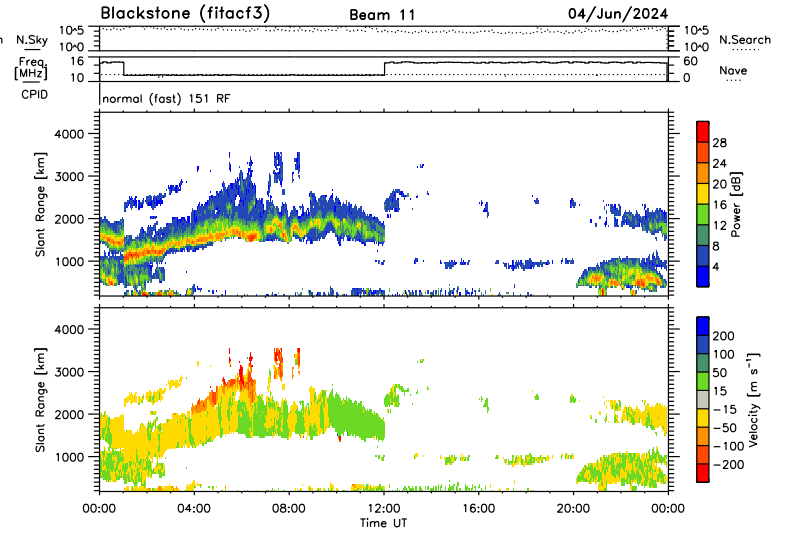 Blackstone (fitacf3) Beam 11 04/Jun/2024
N.Sky 10^5 10^0 10^5 10^0 N.Search
Freq. [MHz] 16 10 60 0 Nave
CPID normal (fast) 151 RF
Slant Range [km] 4000 3000 2000 1000
Power [dB] 28 24 20 16 12 8 4
Slant Range [km] 4000 3000 2000 1000
Velocity [m s⁻¹] 200 100 50 15 −15 −50 −100 −200
00:00 04:00 08:00 12:00 16:00 20:00 00:00
Time UT